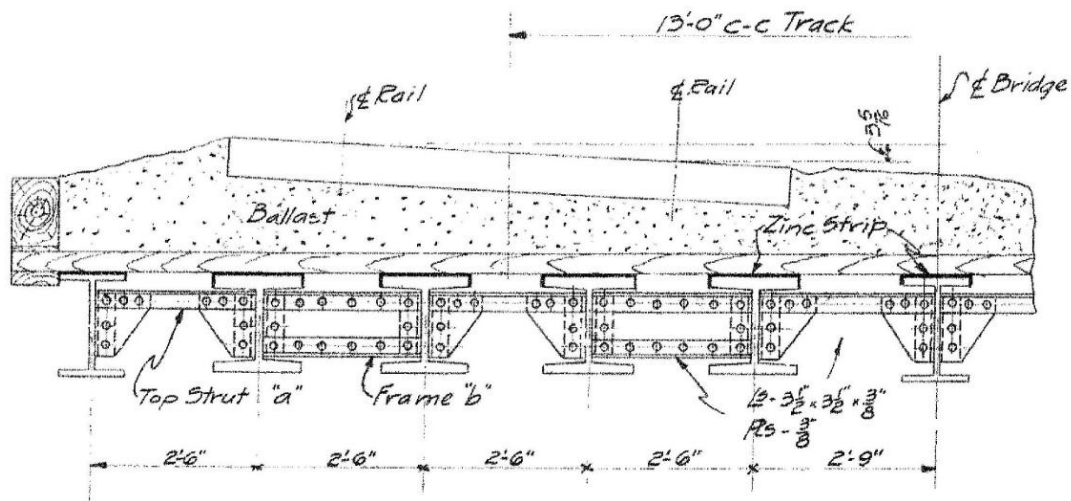 13'-0" c-c Track
℄ Rail
℄ Rail
℄ Bridge
Ballast
Zinc Strip
Top Strut "a"
Frame "b"
Ls - 3½" × 3½" × ⅜"
Pls - ⅜"
2'-6"
2'-6"
2'-6"
2'-6"
2'-9"